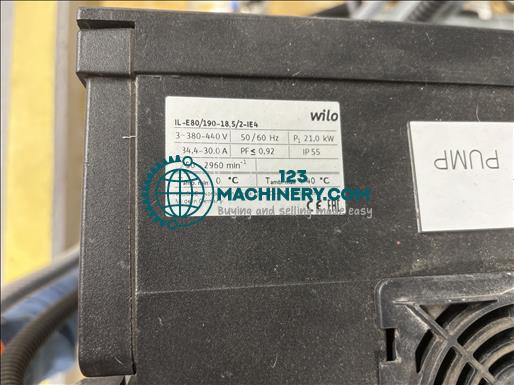 wilo
IL-E80/190-18,5/2-IE4
3~380-440 V 50/60 Hz P₁ 21,0 kW
34,4-30,0 A PF ≤ 0,92 IP 55
2960 min⁻¹
0 °C 40 °C
CE EAC
PUMP
123
MACHINERY.COM
Buying and selling made easy